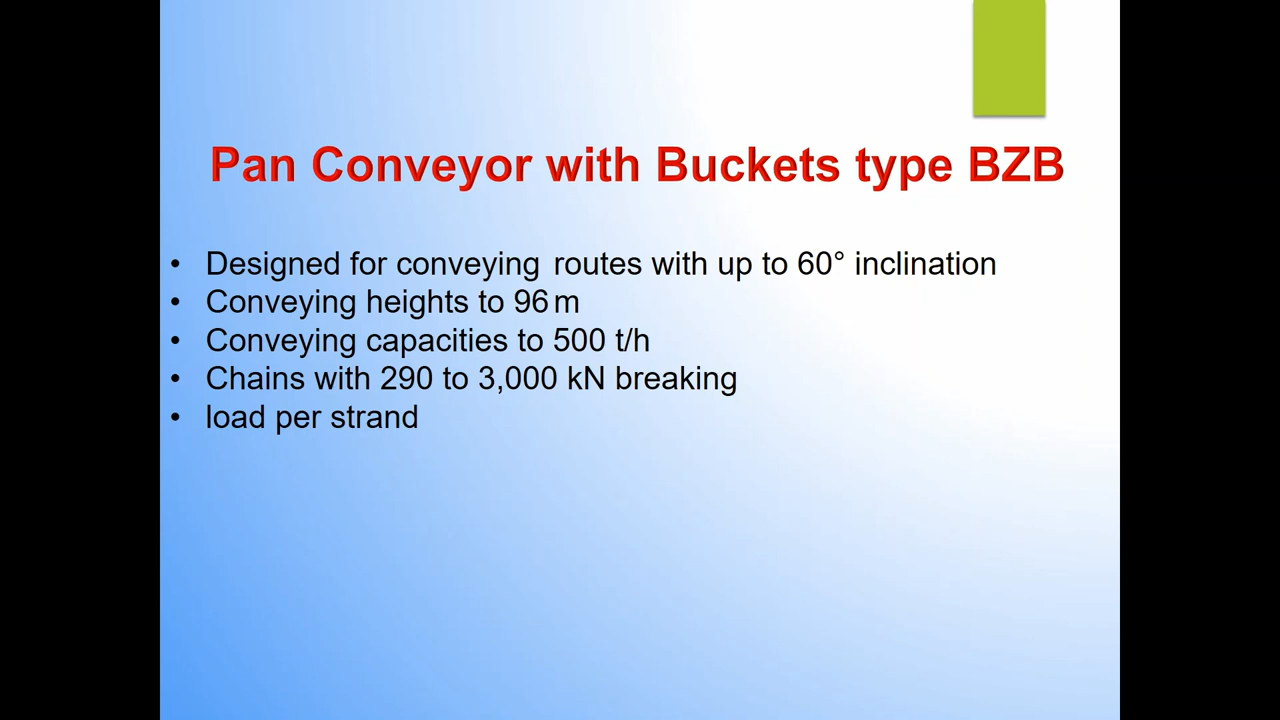 Pan Conveyor with Buckets type BZB
• Designed for conveying routes with up to 60° inclination
• Conveying heights to 96 m
• Conveying capacities to 500 t/h
• Chains with 290 to 3,000 kN breaking
• load per strand